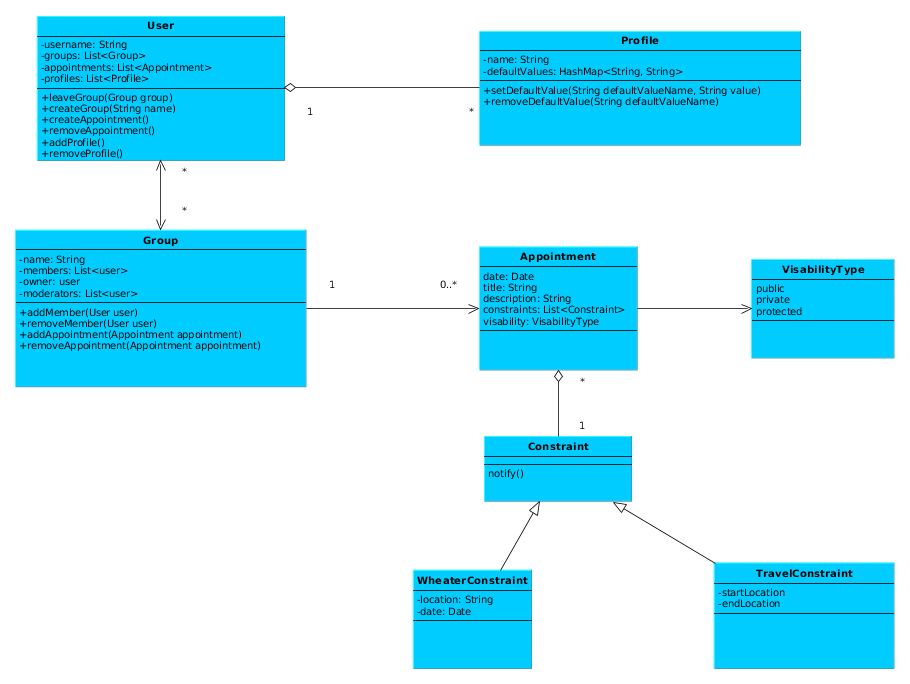 User
-username: String
-groups: List<Group>
-appointments: List<Appointment>
-profiles: List<Profile>
+leaveGroup(Group group)
+createGroup(String name)
+createAppointment()
+removeAppointment()
+addProfile()
+removeProfile()
1
*
Profile
-name: String
-defaultValues: HashMap<String, String>
+setDefaultValue(String defaultValueName, String value)
+removeDefaultValue(String defaultValueName)
*
*
Group
-name: String
-members: List<user>
-owner: user
-moderators: List<user>
+addMember(User user)
+removeMember(User user)
+addAppointment(Appointment appointment)
+removeAppointment(Appointment appointment)
1
0..*
Appointment
date: Date
title: String
description: String
constraints: List<Constraint>
visability: VisabilityType
VisabilityType
public
private
protected
*
1
Constraint
notify()
WheaterConstraint
-location: String
-date: Date
TravelConstraint
-startLocation
-endLocation